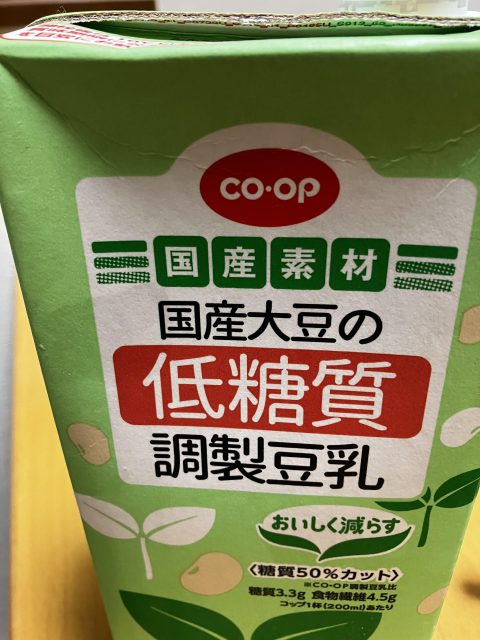 CO·OP
国産素材
国産大豆の
低糖質
調製豆乳
おいしく減らす
〈糖質50%カット〉
※CO・OP調製豆乳比
糖質3.3g 食物繊維4.5g
コップ1杯(200ml)あたり